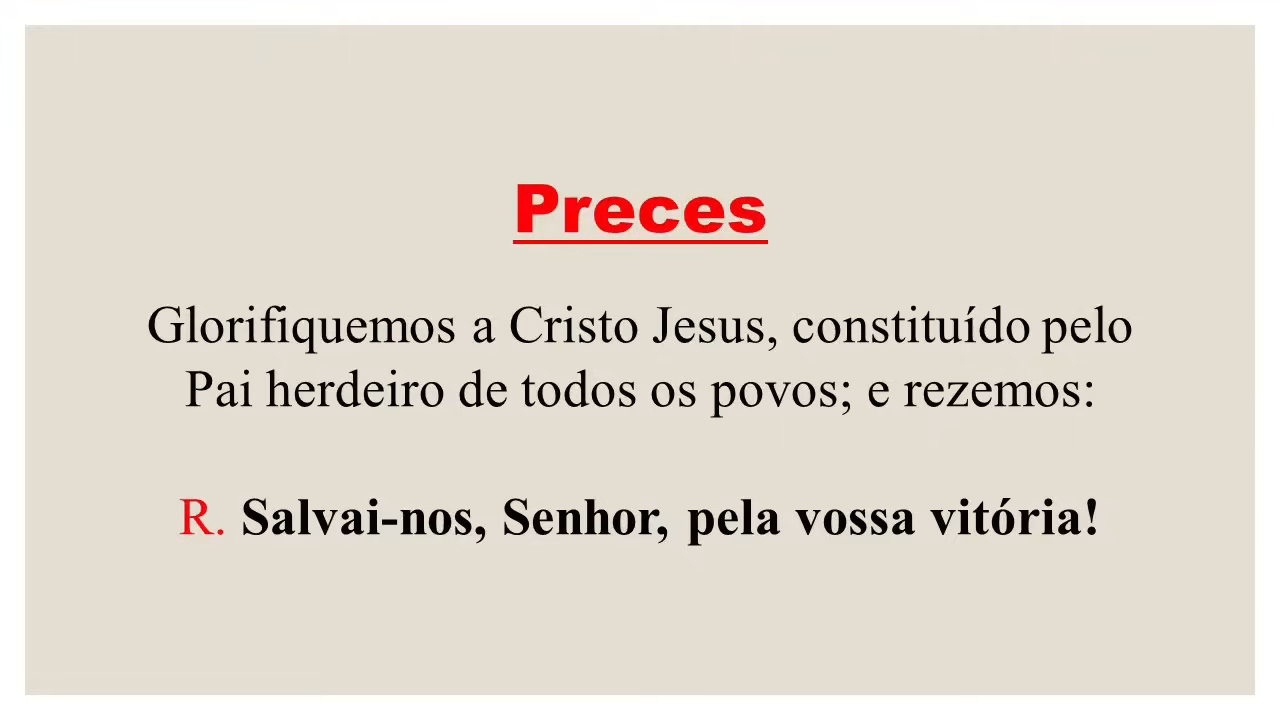 Preces
Glorifiquemos a Cristo Jesus, constituído pelo
Pai herdeiro de todos os povos; e rezemos:
R. Salvai-nos, Senhor, pela vossa vitória!